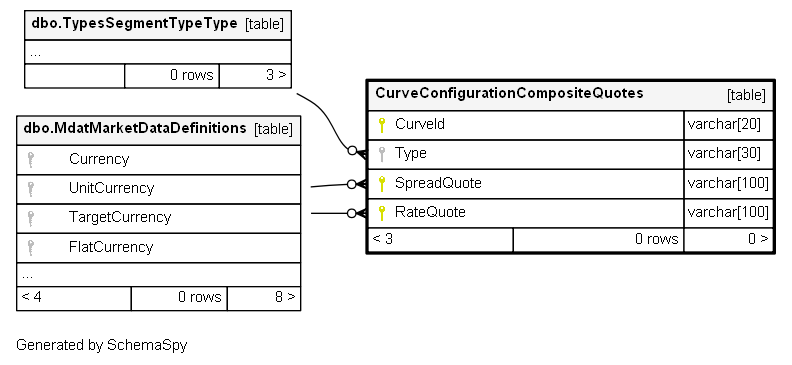 dbo.TypesSegmentTypeType [table]
...
0 rows 3 >
dbo.MdatMarketDataDefinitions [table]
Currency
UnitCurrency
TargetCurrency
FlatCurrency
...
< 4 0 rows 8 >
CurveConfigurationCompositeQuotes [table]
CurveId varchar[20]
Type varchar[30]
SpreadQuote varchar[100]
RateQuote varchar[100]
< 3 0 rows 0 >
Generated by SchemaSpy